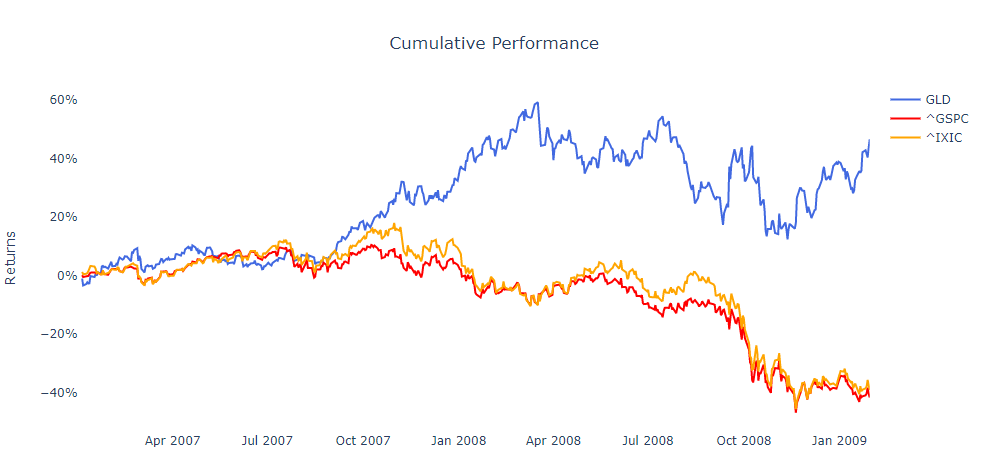 Cumulative Performance
60%
40%
20%
0%
−20%
−40%
Returns
Apr 2007
Jul 2007
Oct 2007
Jan 2008
Apr 2008
Jul 2008
Oct 2008
Jan 2009
GLD
^GSPC
^IXIC